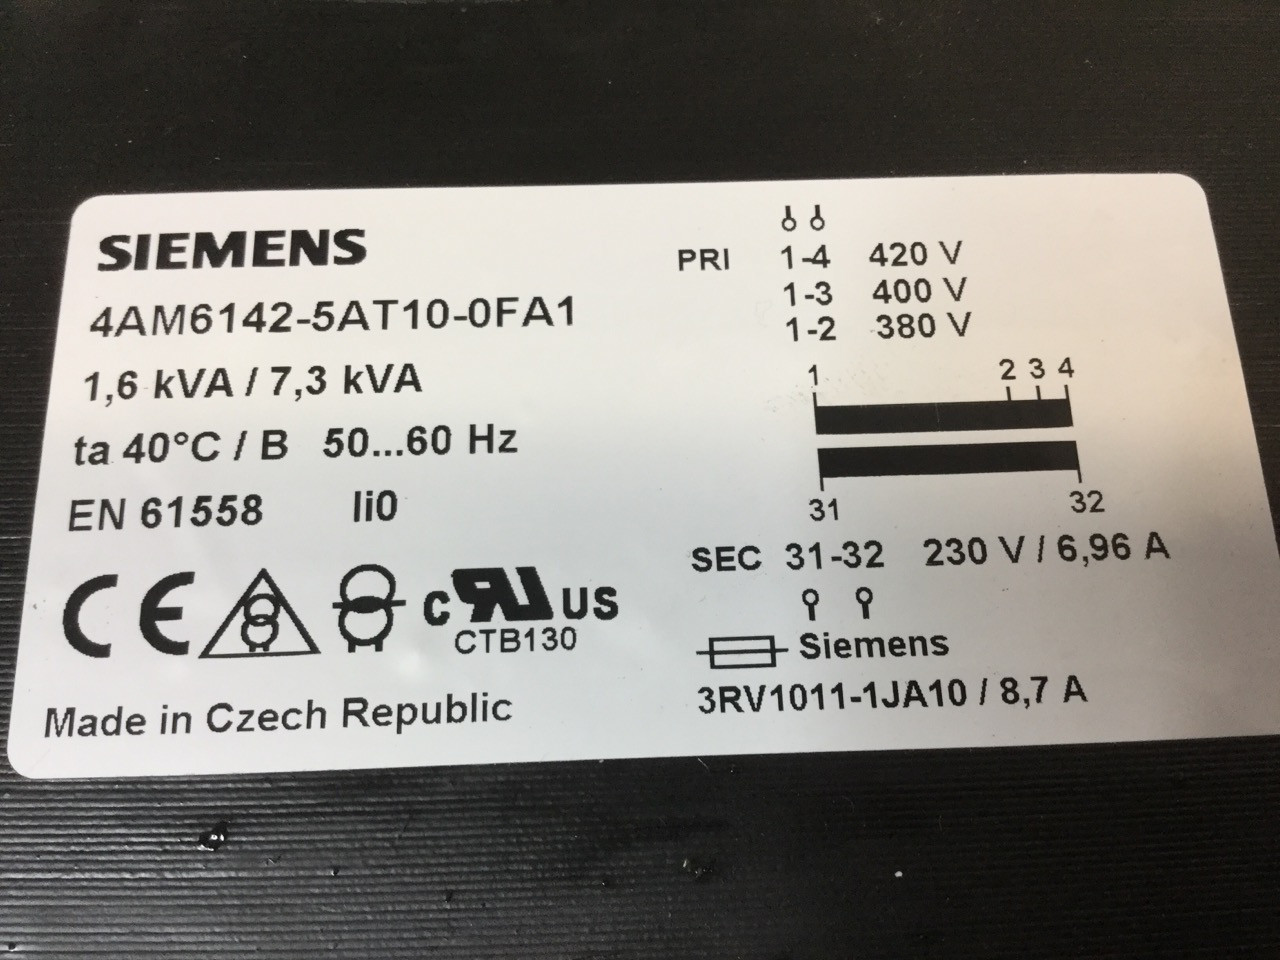 SIEMENS
4AM6142-5AT10-0FA1
1,6 kVA / 7,3 kVA
ta 40°C / B 50...60 Hz
EN 61558 Ii0
CE
c RU US
CTB130
Made in Czech Republic
PRI 1-4 420 V
1-3 400 V
1-2 380 V
1 2 3 4
31 32
SEC 31-32 230 V / 6,96 A
Siemens
3RV1011-1JA10 / 8,7 A